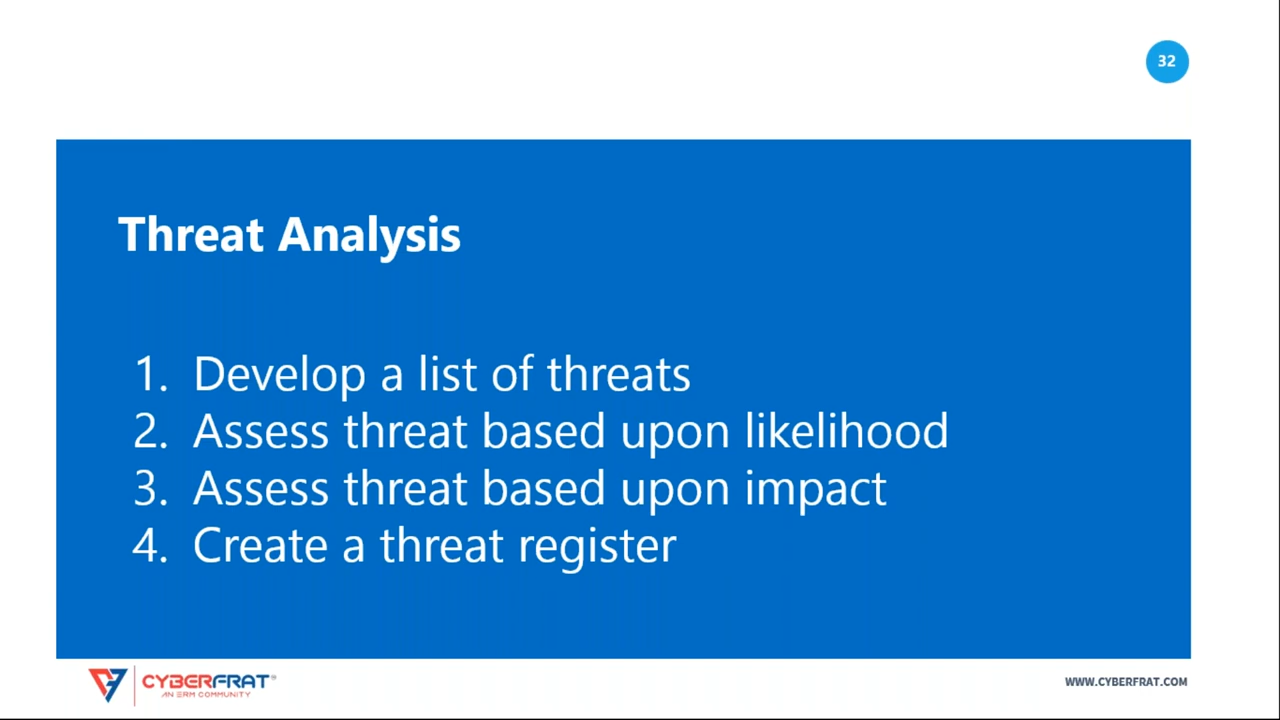 32
Threat Analysis
1. Develop a list of threats
2. Assess threat based upon likelihood
3. Assess threat based upon impact
4. Create a threat register
CYBERFRAT
AN ERM COMMUNITY
WWW.CYBERFRAT.COM